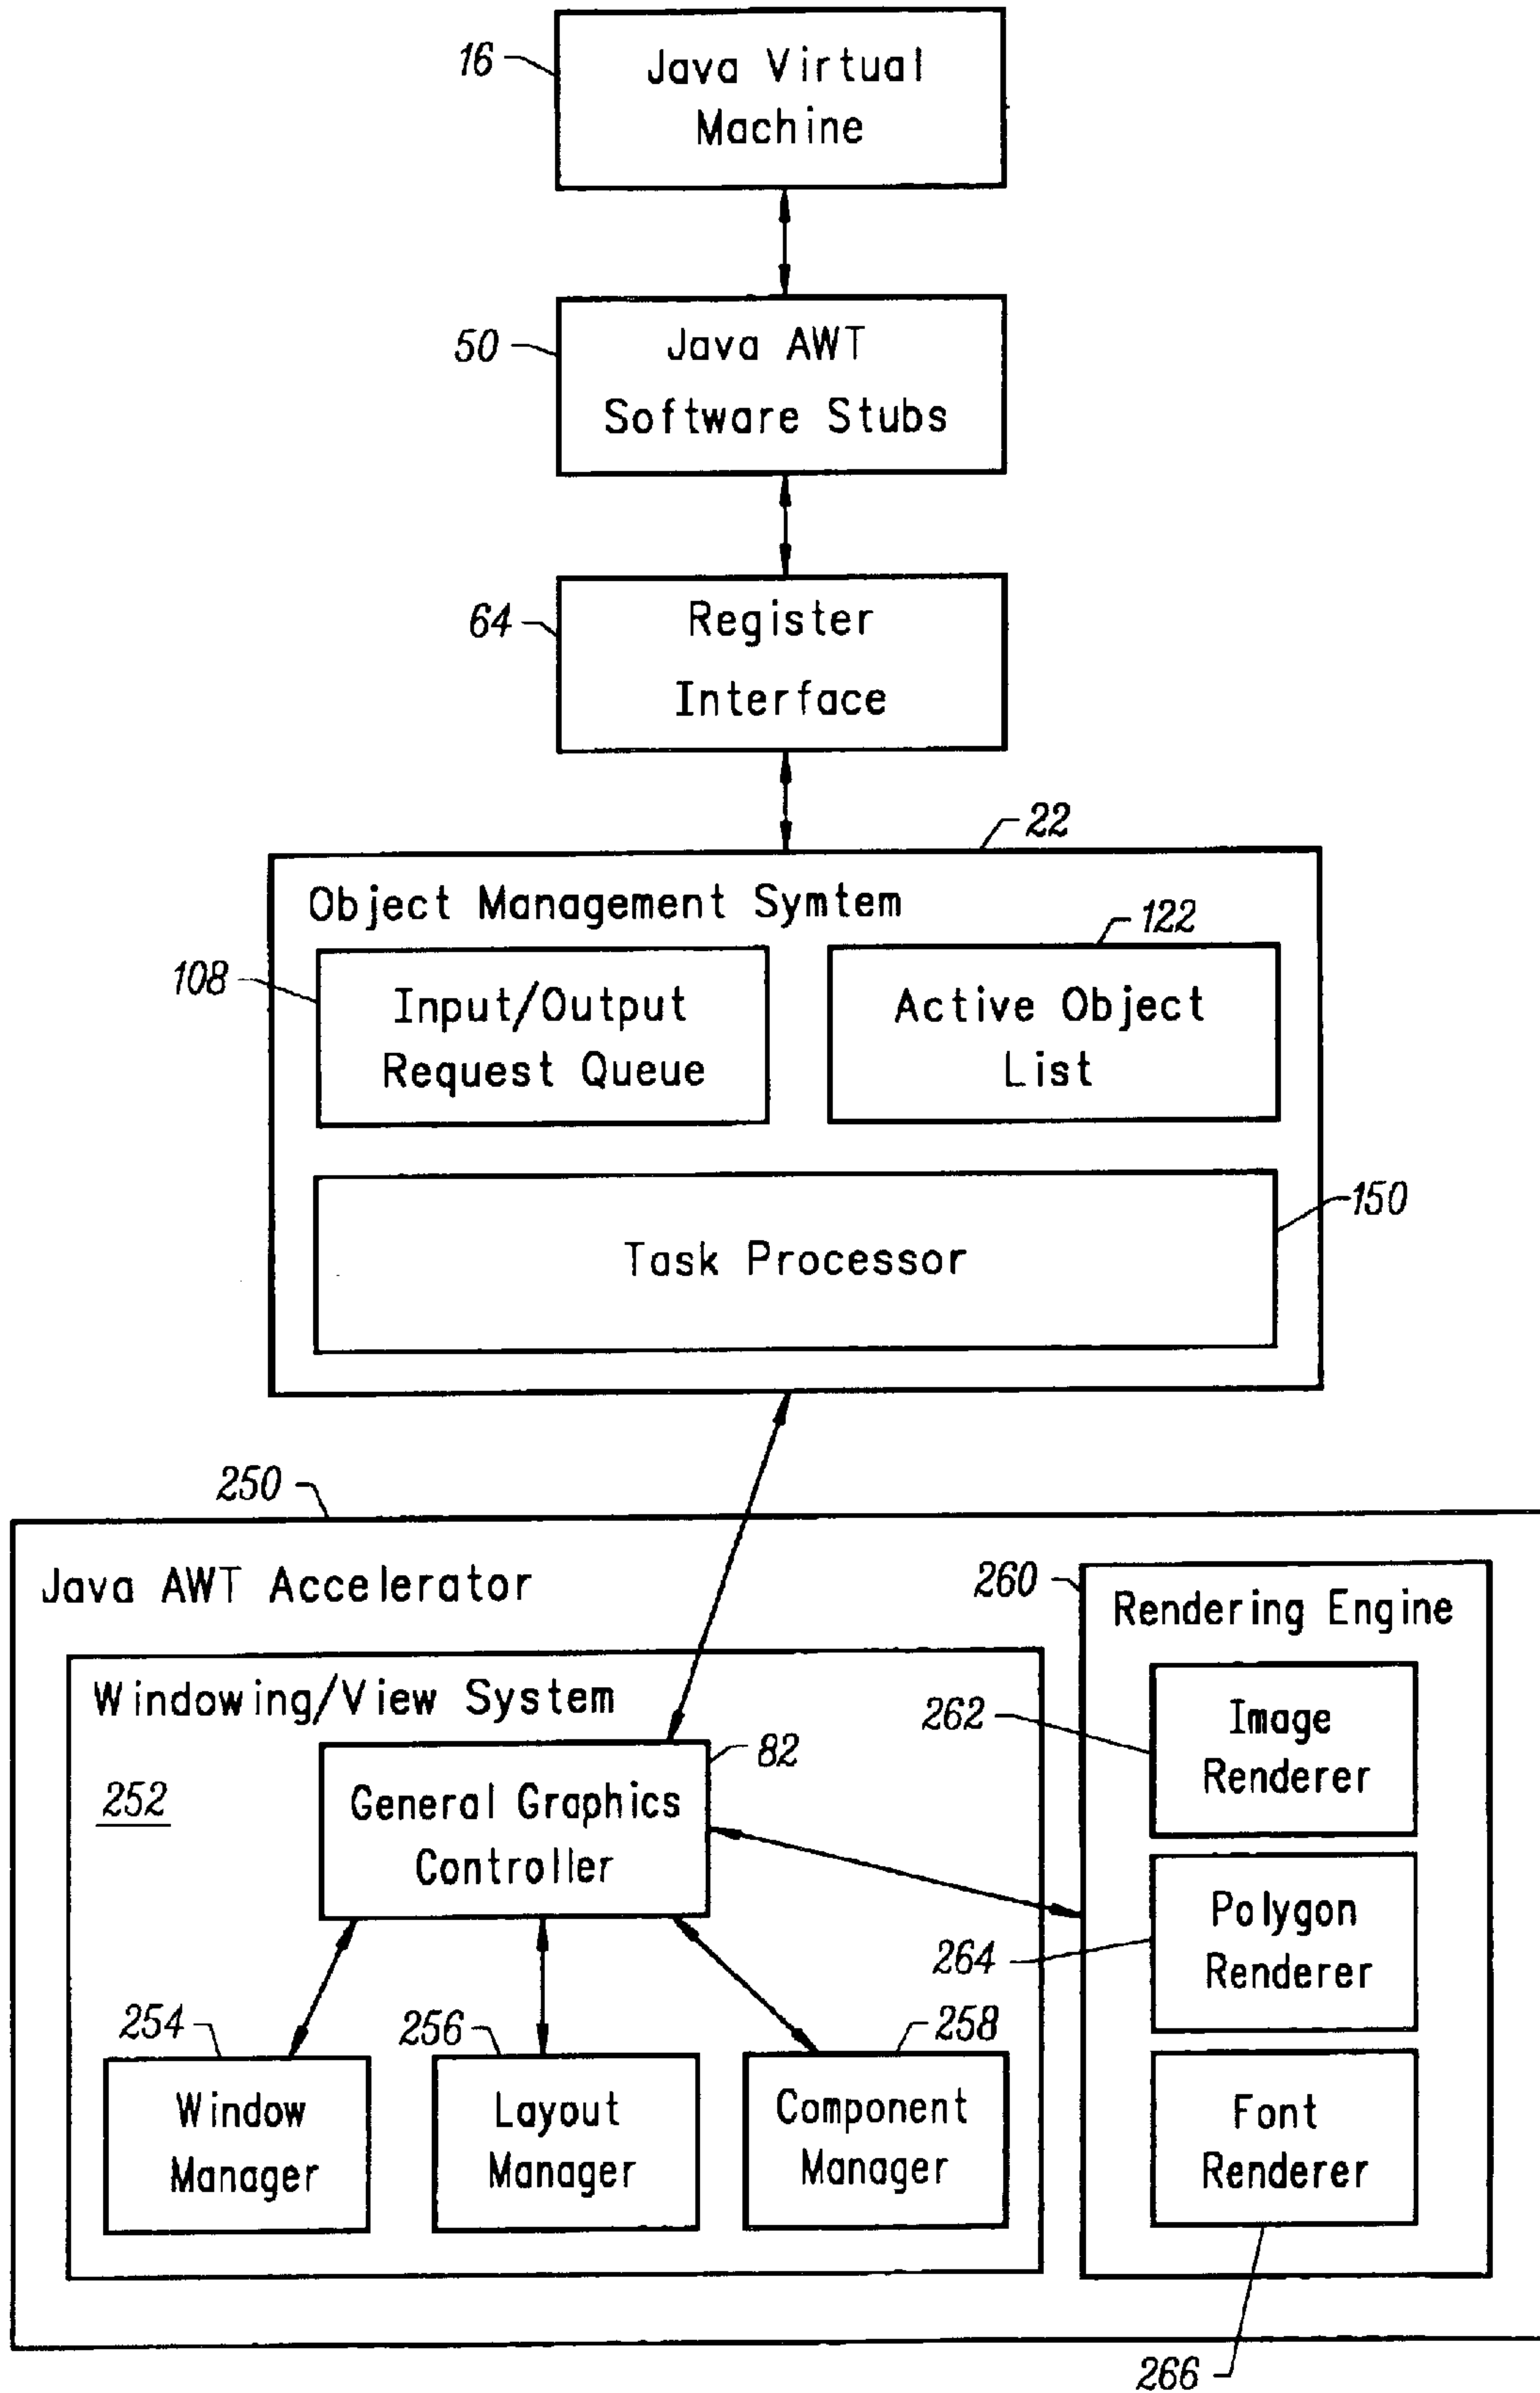 16
Java Virtual
Machine
50
Java AWT
Software Stubs
64
Register
Interface
22
Object Management Symtem
108
Input/Output
Request Queue
122
Active Object
List
150
Task Processor
250
Java AWT Accelerator
Windowing/View System
252
82
General Graphics
Controller
254
Window
Manager
256
Layout
Manager
258
Component
Manager
260
Rendering Engine
262
Image
Renderer
264
Polygon
Renderer
Font
Renderer
266